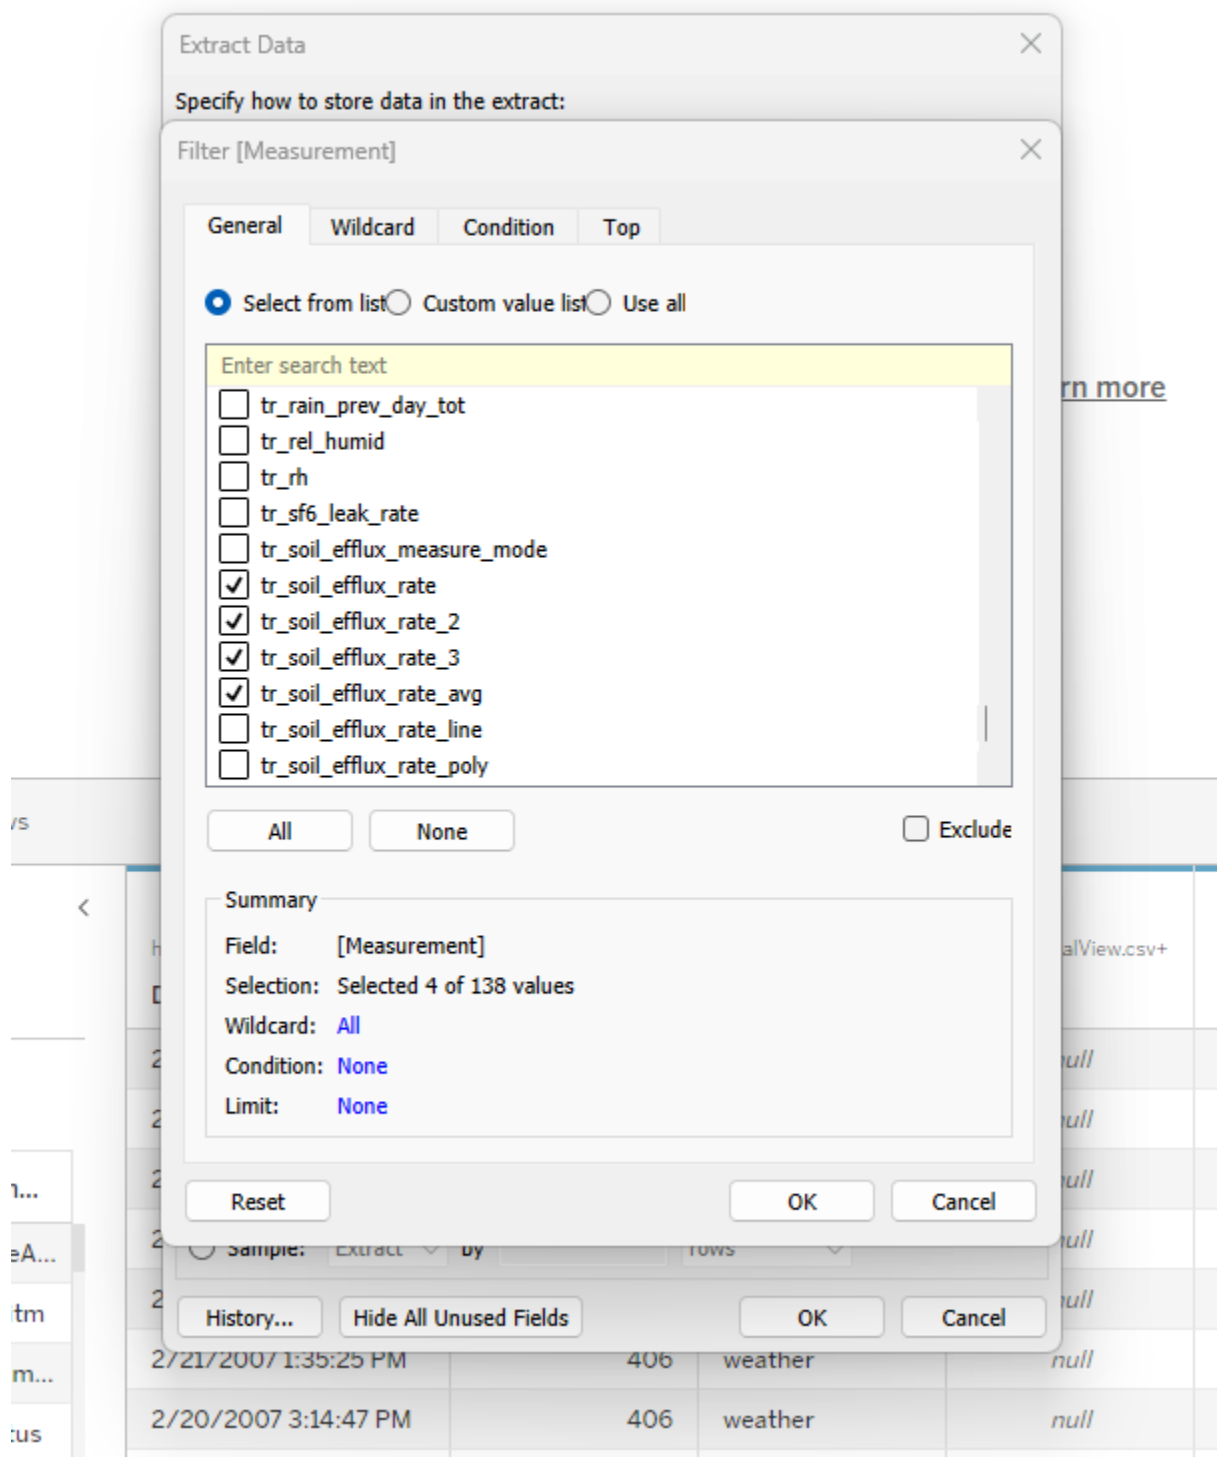 Extract Data
Specify how to store data in the extract:
Filter [Measurement]
General Wildcard Condition Top
Select from list Custom value list Use all
Enter search text
rn more
tr_rain_prev_day_tot
tr_rel_humid
tr_rh
tr_sf6_leak_rate
tr_soil_efflux_measure_mode
tr_soil_efflux_rate
tr_soil_efflux_rate_2
tr_soil_efflux_rate_3
tr_soil_efflux_rate_avg
tr_soil_efflux_rate_line
tr_soil_efflux_rate_poly
All None Exclude
Summary
Field: [Measurement]
alView.csv+
Selection: Selected 4 of 138 values
Wildcard: All
Condition: None
null
Limit: None
null
null
Reset OK Cancel
eA...
Sample: Extract by rows
null
null
tm
History... Hide All Unused Fields OK Cancel
2/21/2007 1:35:25 PM 406 weather null
m...
2/20/2007 3:14:47 PM 406 weather null
tus